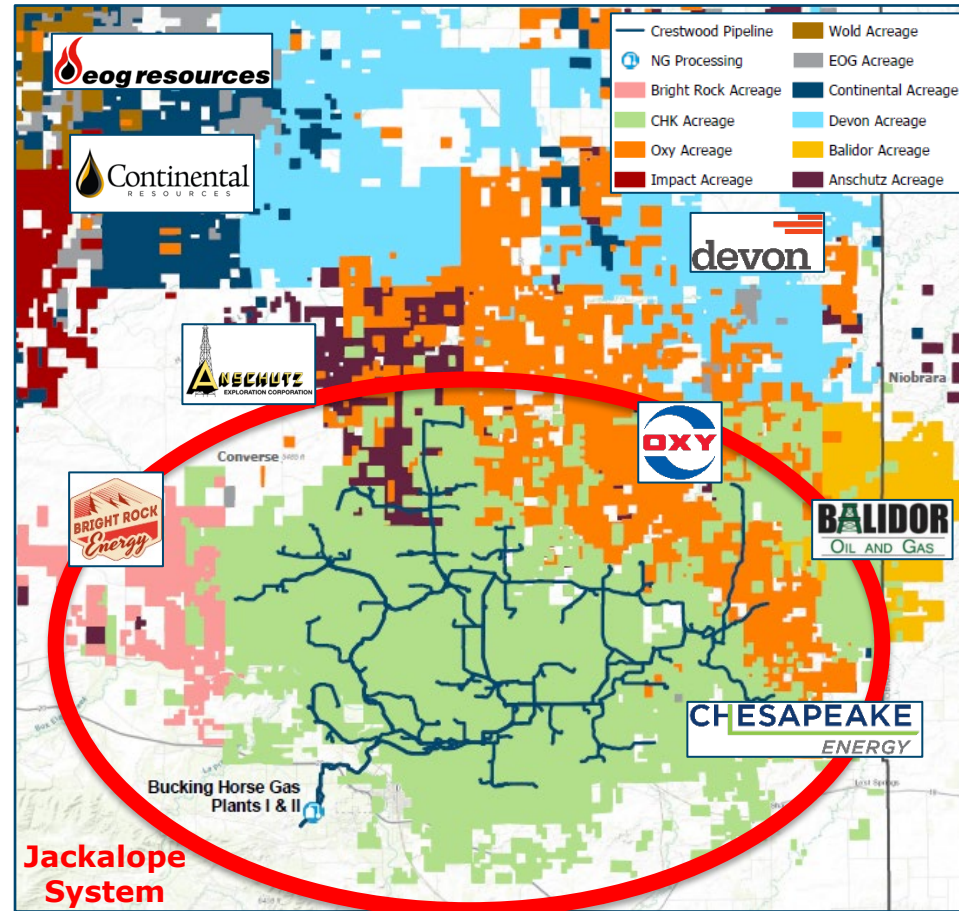 eog resources
Continental
RESOURCES
Crestwood Pipeline
NG Processing
Bright Rock Acreage
CHK Acreage
Oxy Acreage
Impact Acreage
Wold Acreage
EOG Acreage
Continental Acreage
Devon Acreage
Balidor Acreage
Anschutz Acreage
devon
ANSCHUTZ
EXPLORATION CORPORATION
Niobrara
OXY
Converse
BRIGHT ROCK
Energy
BALIDOR
OIL AND GAS
CHESAPEAKE
ENERGY
Bucking Horse Gas
Plants I & II
Lost Springs
Jackalope
System